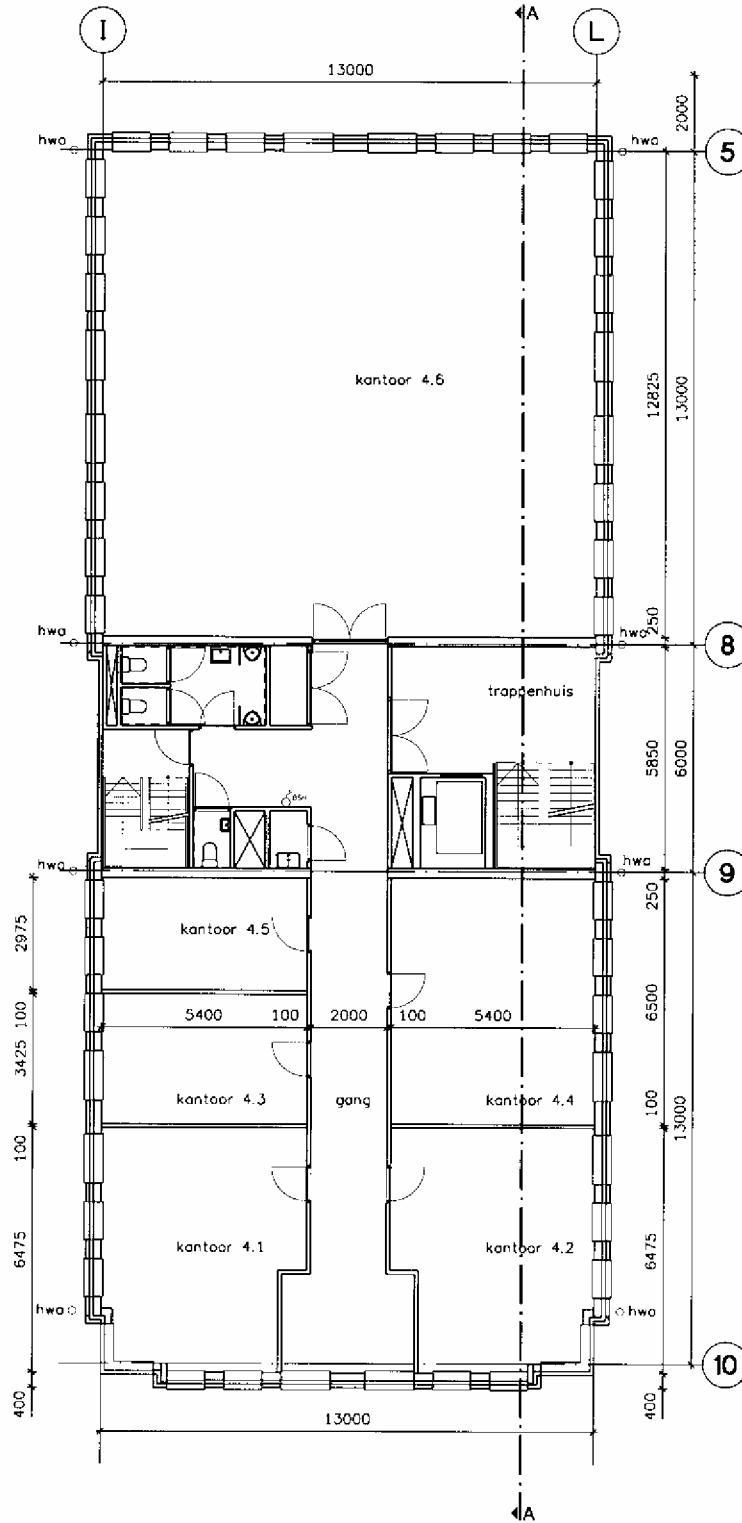 A
I
L
13000
2000
hwa
hwa
5
kantoor 4.6
12825
13000
250
hwa
hwa
8
trappenhuis
5850
6000
BSH
hwa
hwa
9
250
2975
kantoor 4.5
100
5400
100
2000
100
5400
6500
3425
kantoor 4.3
gang
kantoor 4.4
100
13000
100
kantoor 4.1
kantoor 4.2
6475
6475
hwa
hwa
10
400
400
13000
A